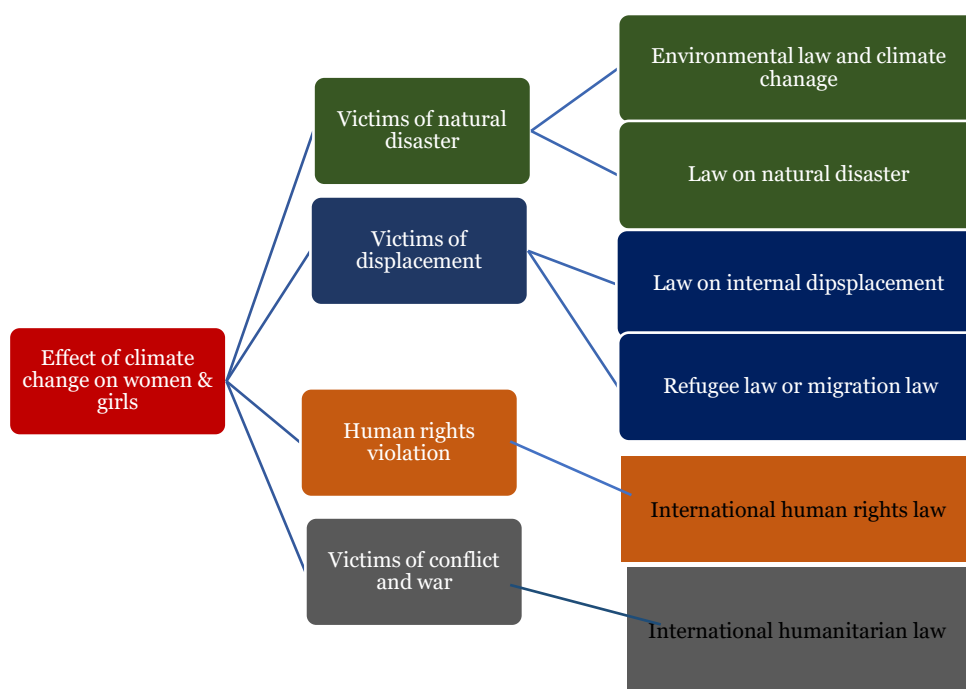 Effect of climate
change on women &
girls
Victims of natural
disaster
Environmental law and climate
chanage
Law on natural disaster
Victims of
displacement
Law on internal dipsplacement
Refugee law or migration law
Human rights
violation
International human rights law
Victims of conflict
and war
International humanitarian law